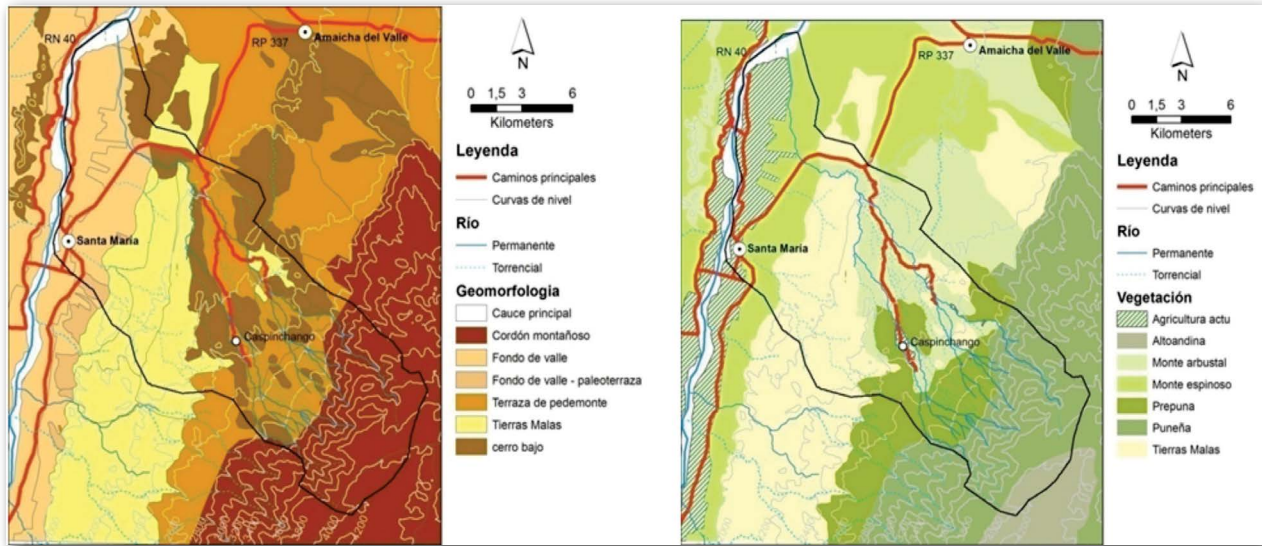 RN 40
RP 337
Amaicha del Valle
Santa María
Caspinchango
N
0 1,5 3 6
Kilometers
Leyenda
Caminos principales
Curvas de nivel
Río
Permanente
Torrencial
Geomorfologia
Cauce principal
Cordón montañoso
Fondo de valle
Fondo de valle - paleoterraza
Terraza de pedemonte
Tierras Malas
cerro bajo
RN 40
RP 337
Amaicha del Valle
Santa María
Caspinchango
N
0 1,5 3 6
Kilometers
Leyenda
Caminos principales
Curvas de nivel
Río
Permanente
Torrencial
Vegetación
Agricultura actu
Altoandina
Monte arbustal
Monte espinoso
Prepuna
Puneña
Tierras Malas